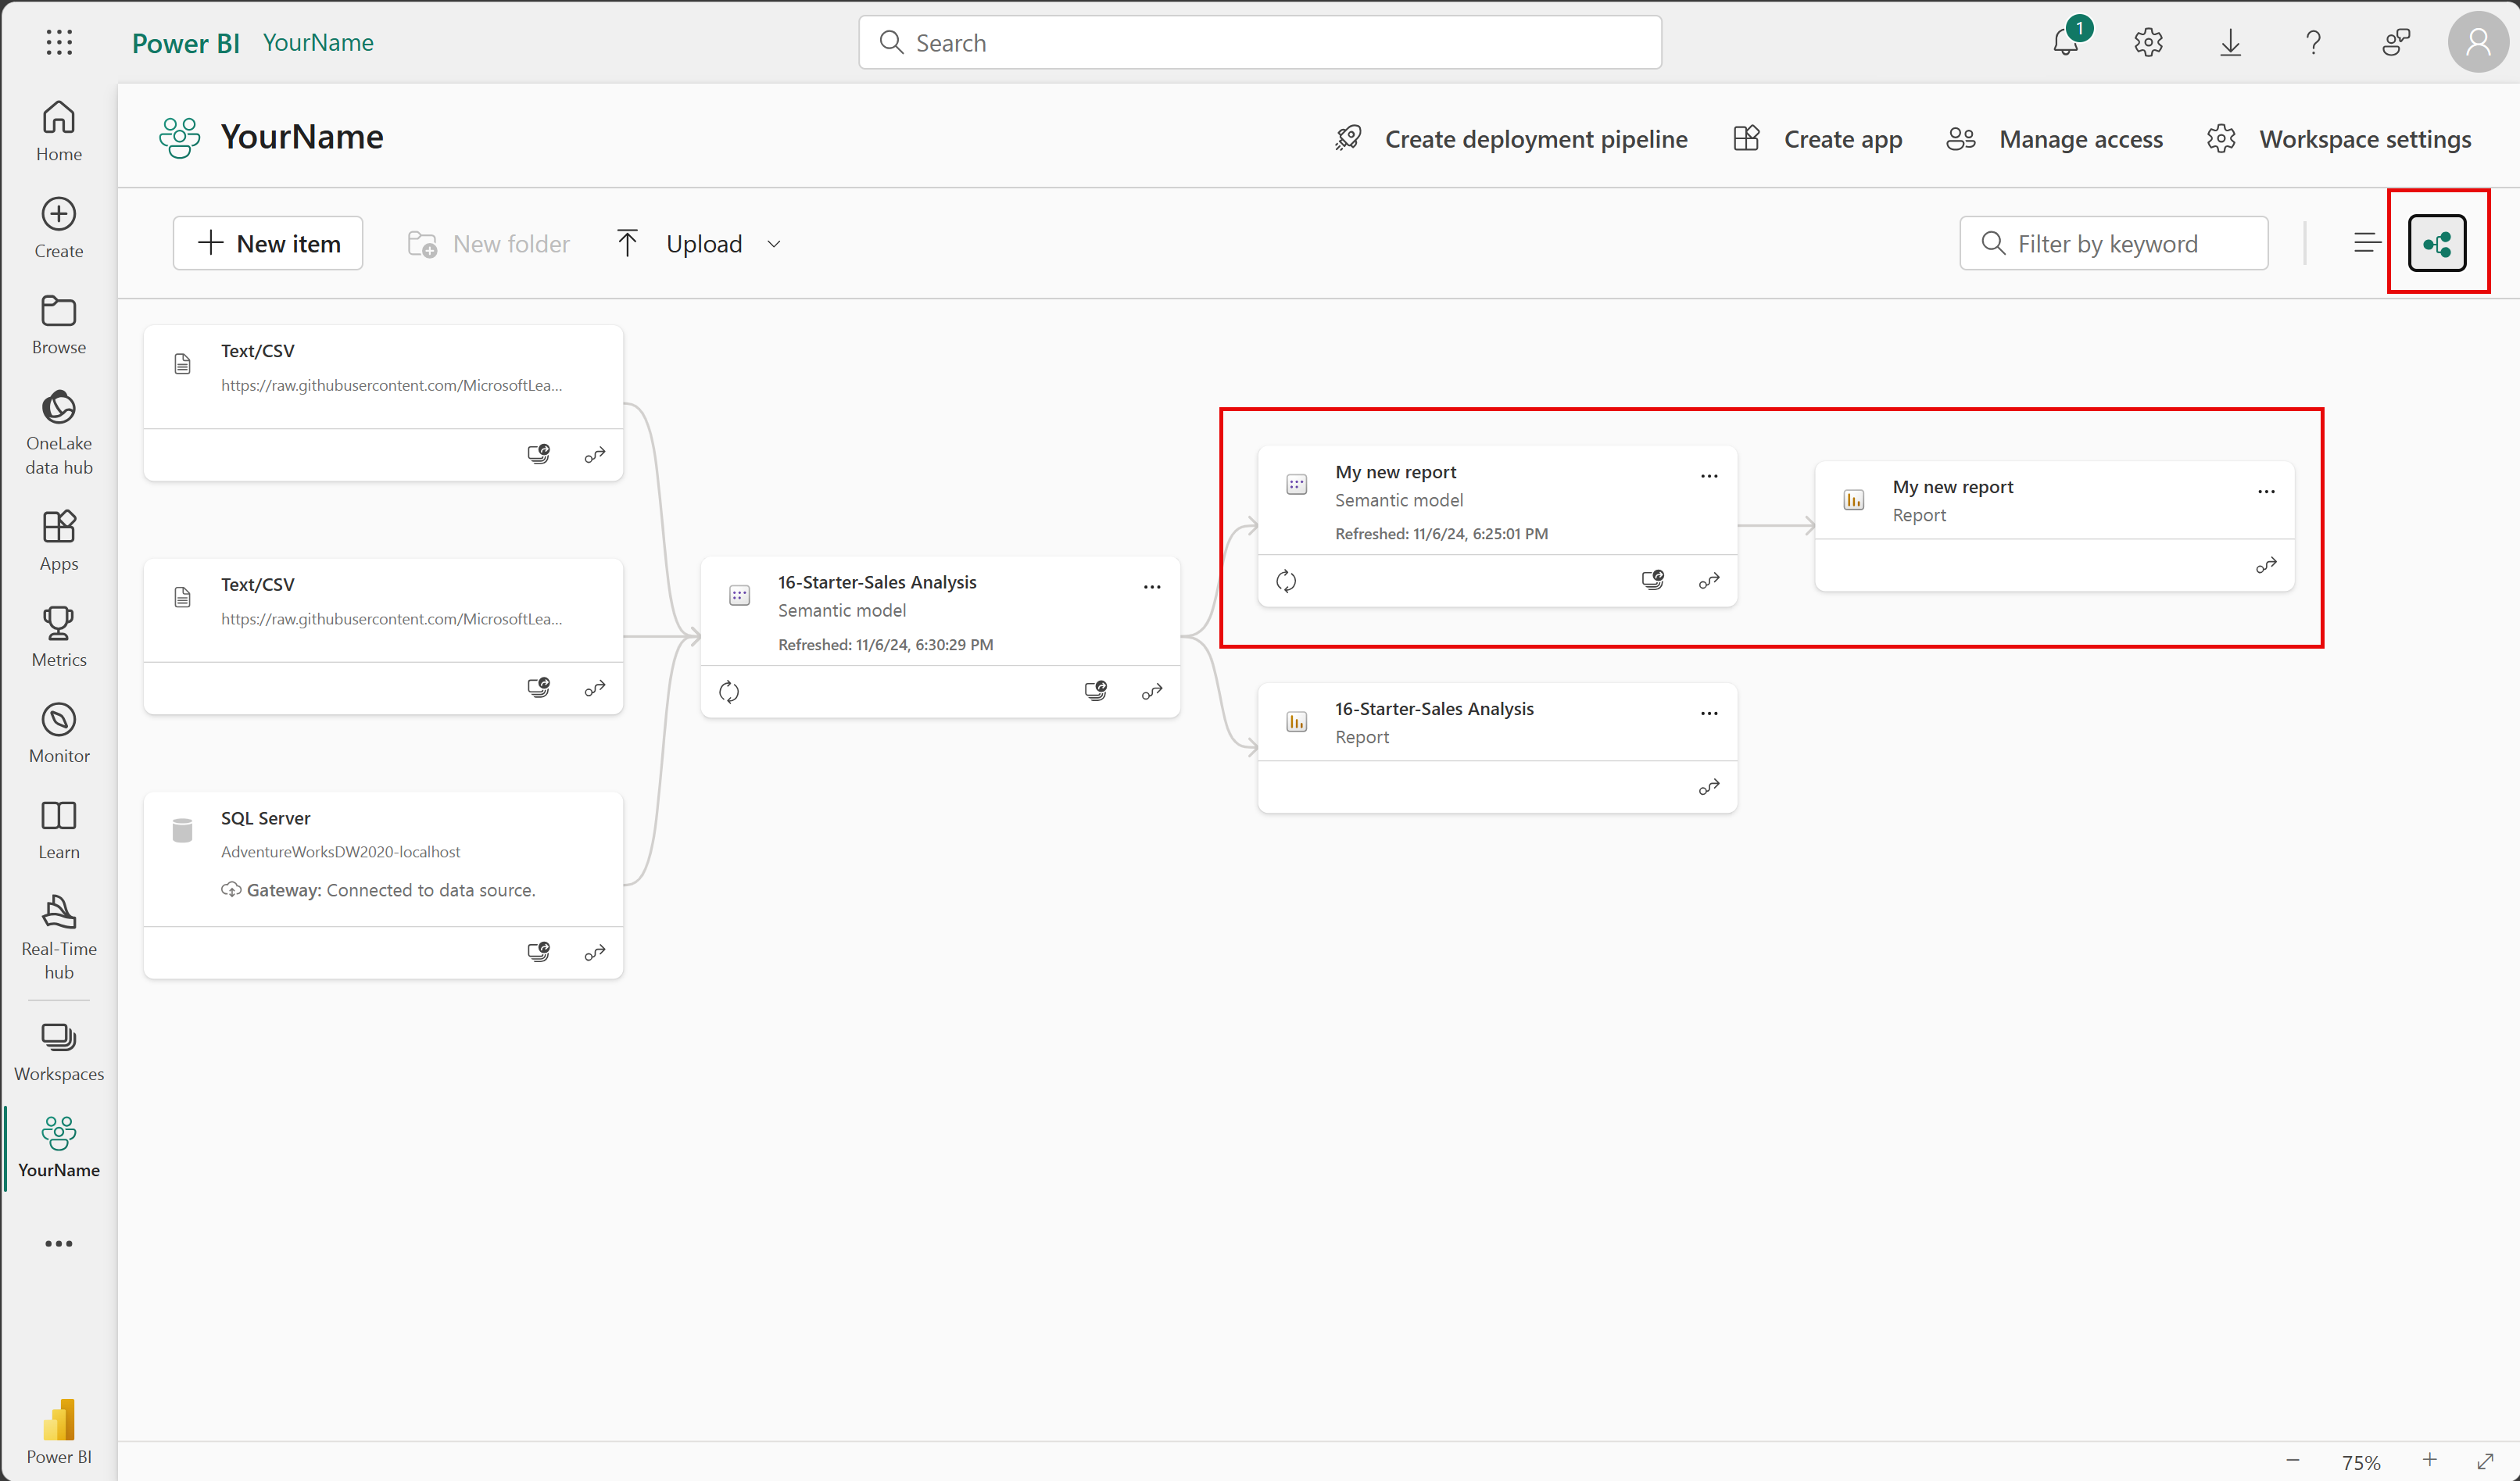 Power BI YourName
Search
1
Home
Create
Browse
OneLake
data hub
Apps
Metrics
Monitor
Learn
Real-Time
hub
Workspaces
YourName
Power BI
YourName
Create deployment pipeline
Create app
Manage access
Workspace settings
New item
New folder
Upload
Filter by keyword
Text/CSV
https://raw.githubusercontent.com/MicrosoftLea...
Text/CSV
https://raw.githubusercontent.com/MicrosoftLea...
SQL Server
AdventureWorksDW2020-localhost
Gateway: Connected to data source.
16-Starter-Sales Analysis
Semantic model
Refreshed: 11/6/24, 6:30:29 PM
My new report
Semantic model
Refreshed: 11/6/24, 6:25:01 PM
My new report
Report
16-Starter-Sales Analysis
Report
75%